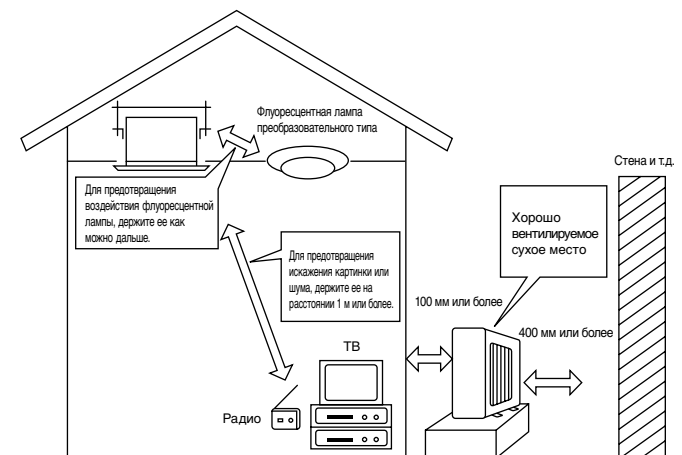 Флуоресцентная лампа
преобразовательного типа
Стена и т.д.
Для предотвращения
воздействия флуоресцентной
лампы, держите ее как
можно дальше.
Хорошо
вентилируемое
сухое место
Для предотвращения
искажения картинки или
шума, держите ее на
расстоянии 1 м или более.
100 мм или более
400 мм или более
ТВ
Радио